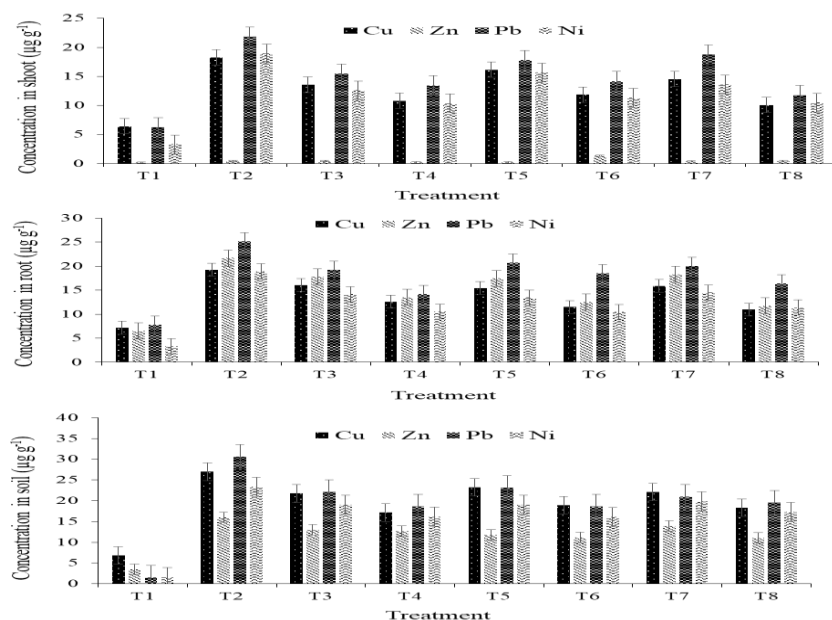 Concentration in shoot (µg g-1)
25
20
15
10
5
0
Cu Zn Pb Ni
T1 T2 T3 T4 T5 T6 T7 T8
Treatment
Concentration in root (µg g-1)
30
25
20
15
10
5
0
Cu Zn Pb Ni
T1 T2 T3 T4 T5 T6 T7 T8
Treatment
Concentration in soil (µg g-1)
40
35
30
25
20
15
10
5
0
Cu Zn Pb Ni
T1 T2 T3 T4 T5 T6 T7 T8
Treatment